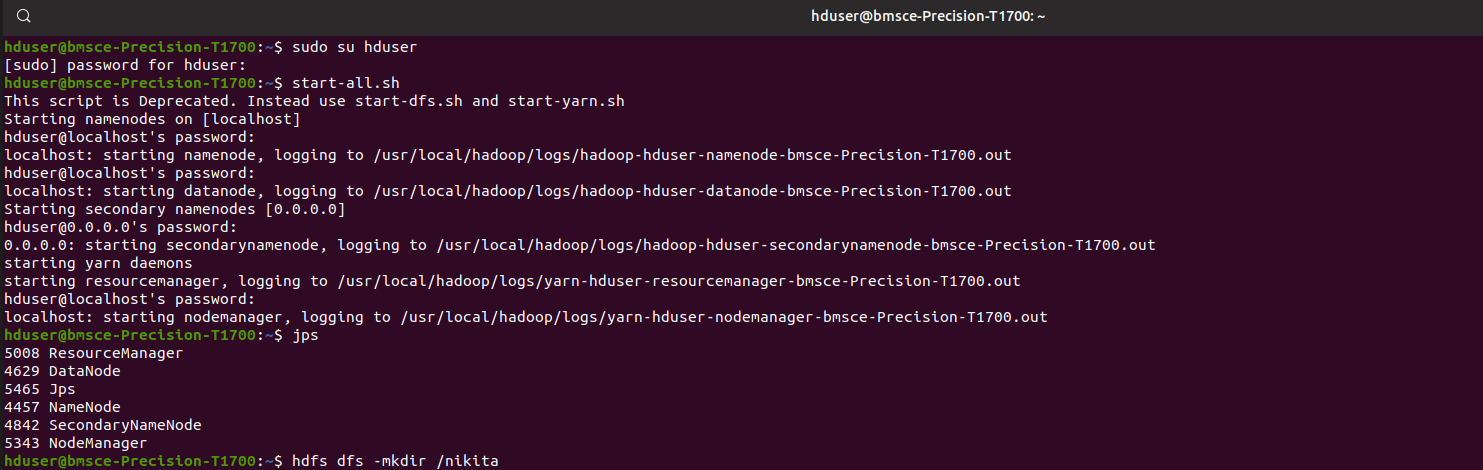 hduser@bmsce-Precision-T1700: ~
hduser@bmsce-Precision-T1700:~$ sudo su hduser
[sudo] password for hduser:
hduser@bmsce-Precision-T1700:~$ start-all.sh
This script is Deprecated. Instead use start-dfs.sh and start-yarn.sh
Starting namenodes on [localhost]
hduser@localhost's password:
localhost: starting namenode, logging to /usr/local/hadoop/logs/hadoop-hduser-namenode-bmsce-Precision-T1700.out
hduser@localhost's password:
localhost: starting datanode, logging to /usr/local/hadoop/logs/hadoop-hduser-datanode-bmsce-Precision-T1700.out
Starting secondary namenodes [0.0.0.0]
hduser@0.0.0.0's password:
0.0.0.0: starting secondarynamenode, logging to /usr/local/hadoop/logs/hadoop-hduser-secondarynamenode-bmsce-Precision-T1700.out
starting yarn daemons
starting resourcemanager, logging to /usr/local/hadoop/logs/yarn-hduser-resourcemanager-bmsce-Precision-T1700.out
hduser@localhost's password:
localhost: starting nodemanager, logging to /usr/local/hadoop/logs/yarn-hduser-nodemanager-bmsce-Precision-T1700.out
hduser@bmsce-Precision-T1700:~$ jps
5008 ResourceManager
4629 DataNode
5465 Jps
4457 NameNode
4842 SecondaryNameNode
5343 NodeManager
hduser@bmsce-Precision-T1700:~$ hdfs dfs -mkdir /nikita